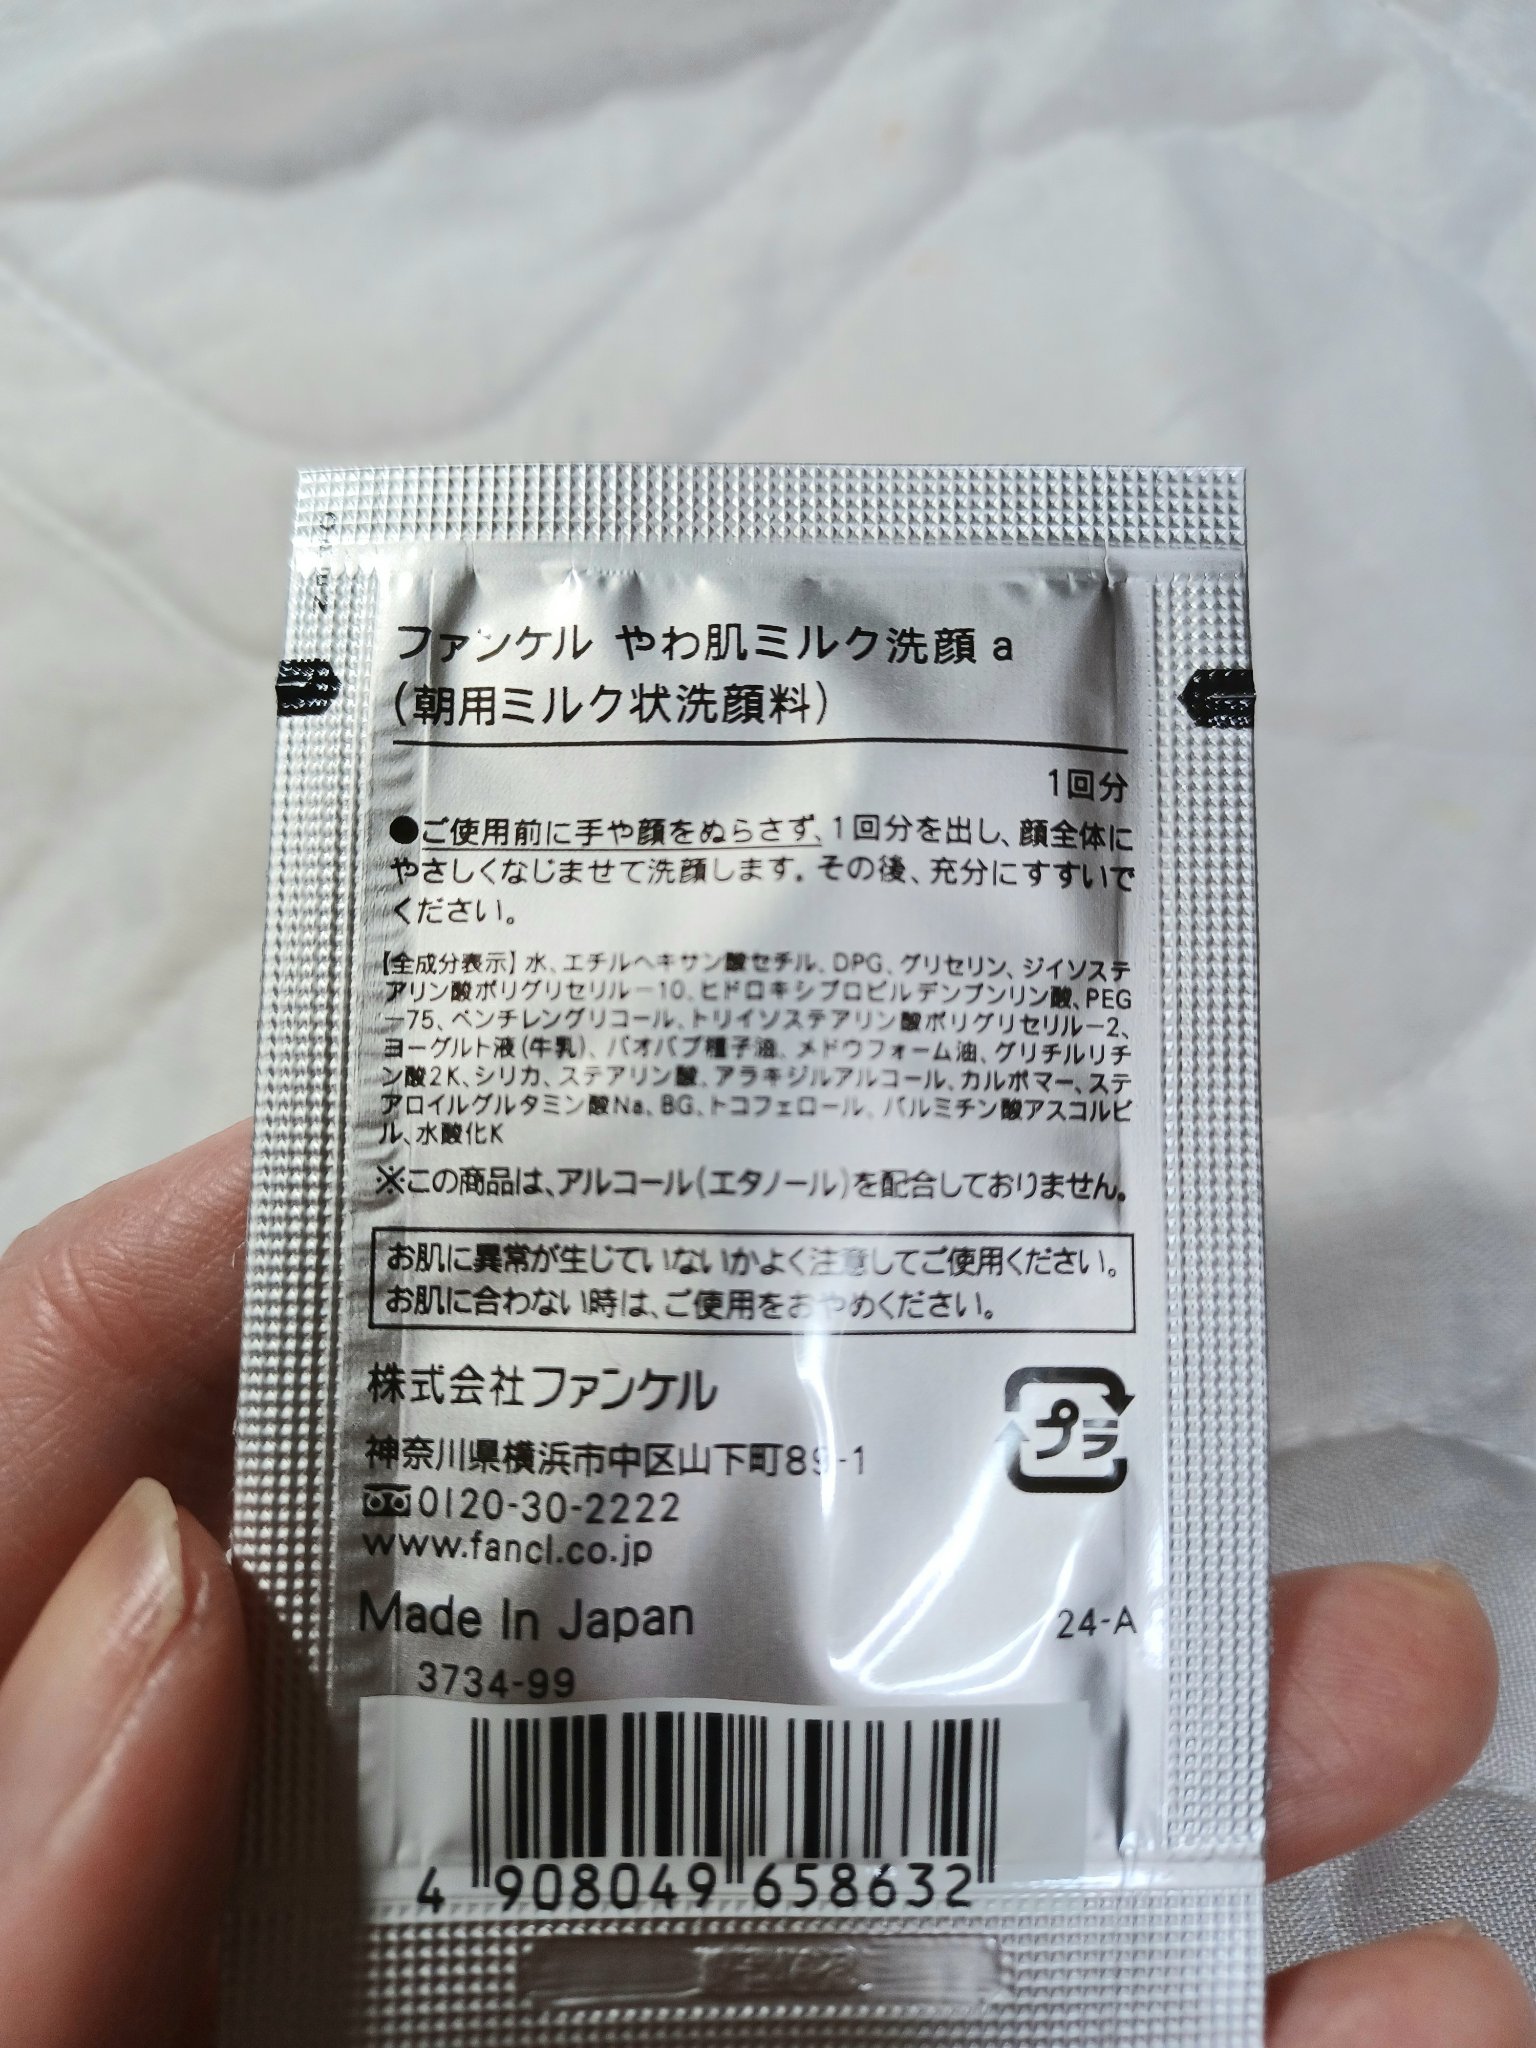 ファンケル やわ肌ミルク洗顔 a
(朝用ミルク状洗顔料)
1回分
●ご使用前に手や顔をぬらさず、1回分を出し、顔全体に
やさしくなじませて洗顔します。その後、充分にすすいで
ください。
【全成分表示】水、エチルヘキサン酸セチル、DPG、グリセリン、ジイソステ
アリン酸ポリグリセリル－10、ヒドロキシプロピルデンプンリン酸、PEG
－75、ペンチレングリコール、トリイソステアリン酸ポリグリセリル－2、
ヨーグルト液(牛乳)、バオバブ種子油、メドウフォーム油、グリチルリチ
ン酸2K、シリカ、ステアリン酸、アラキジルアルコール、カルボマー、ステ
アロイルグルタミン酸Na、BG、トコフェロール、パルミチン酸アスコルビ
ル、水酸化K
※この商品は、アルコール(エタノール)を配合しておりません。
お肌に異常が生じていないかよく注意してご使用ください。
お肌に合わない時は、ご使用をおやめください。
株式会社ファンケル
プラ
神奈川県横浜市中区山下町89-1
0120-30-2222
www.fancl.co.jp
Made In Japan
24-A
3734-99
4 908049 658632